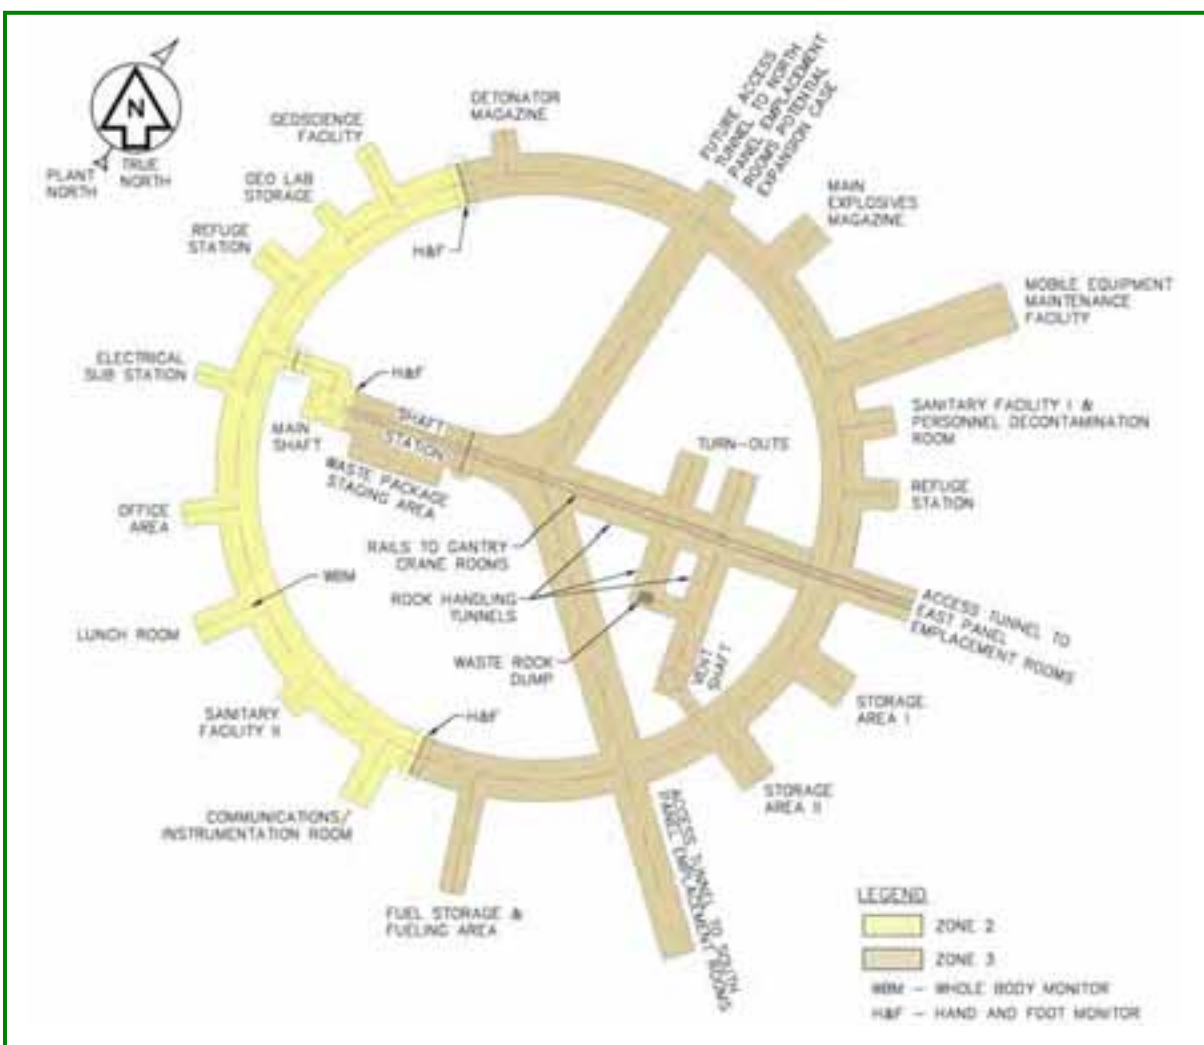 N
PLANT
NORTH
TRUE
NORTH
GEOSCIENCE
FACILITY
GEO LAB
STORAGE
REFUGE
STATION
ELECTRICAL
SUB STATION
OFFICE
AREA
LUNCH ROOM
SANITARY
FACILITY II
COMMUNICATIONS/
INSTRUMENTATION ROOM
FUEL STORAGE &
FUELING AREA
DETONATOR
MAGAZINE
FUTURE ACCESS
TUNNEL TO NORTH
PANEL EMPLACEMENT
ROOMS POTENTIAL
EXPANSION CASE
MAIN
EXPLOSIVES
MAGAZINE
MOBILE EQUIPMENT
MAINTENANCE
FACILITY
SANITARY FACILITY I &
PERSONNEL DECONTAMINATION
ROOM
REFUGE
STATION
ACCESS TUNNEL TO
EAST PANEL
EMPLACEMENT ROOMS
STORAGE
AREA I
STORAGE
AREA II
ACCESS TUNNEL TO SOUTH
PANEL EMPLACEMENT ROOMS
H&F
H&F
MAIN
SHAFT
SHAFT
STATION
WASTE PACKAGE
STAGING AREA
TURN-OUTS
RAILS TO GANTRY
CRANE ROOMS
ROCK HANDLING
TUNNELS
WASTE ROCK
DUMP
VENT
SHAFT
WBM
H&F
LEGEND
ZONE 2
ZONE 3
WBM - WHOLE BODY MONITOR
H&F - HAND AND FOOT MONITOR